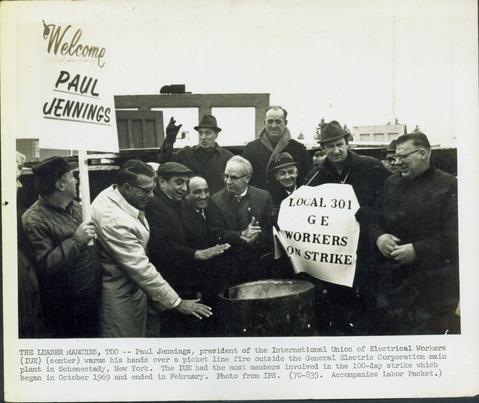 Welcome
PAUL
JENNINGS
LOCAL 301
G E
WORKERS
ON STRIKE
THE LEADER MARCHES, TOO -- Paul Jennings, president of the International Union of Electrical Workers
(IUE) (center) warms his hands over a picket line fire outside the General Electric Corporation main
plant in Schenectady, New York. The IUE had the most members involved in the 100-day strike which
began in October 1969 and ended in February. Photo from IPS. (70-835. Accompanies Labor Packet.)